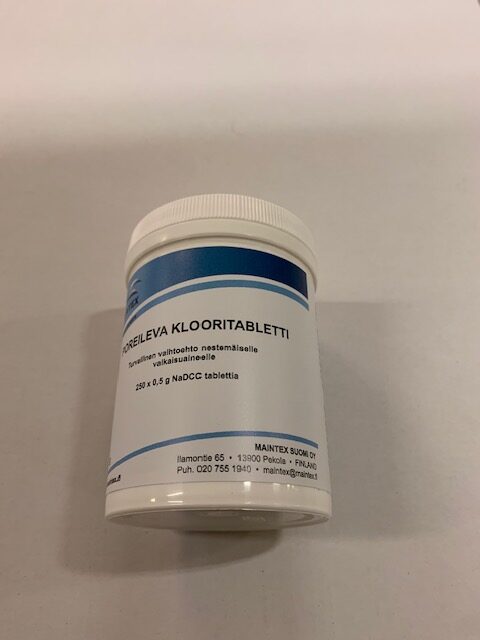 TEX
POREILEVA KLOORITABLETTI
Turvallinen vaihtoehto nestemäiselle
valkaisuaineelle
250 x 0,5 g NaDCC tablettia
MAINTEX SUOMI OY
Ilamontie 65 • 13900 Pekola • FINLAND
Puh. 020 755 1940 • maintex@maintex.fi